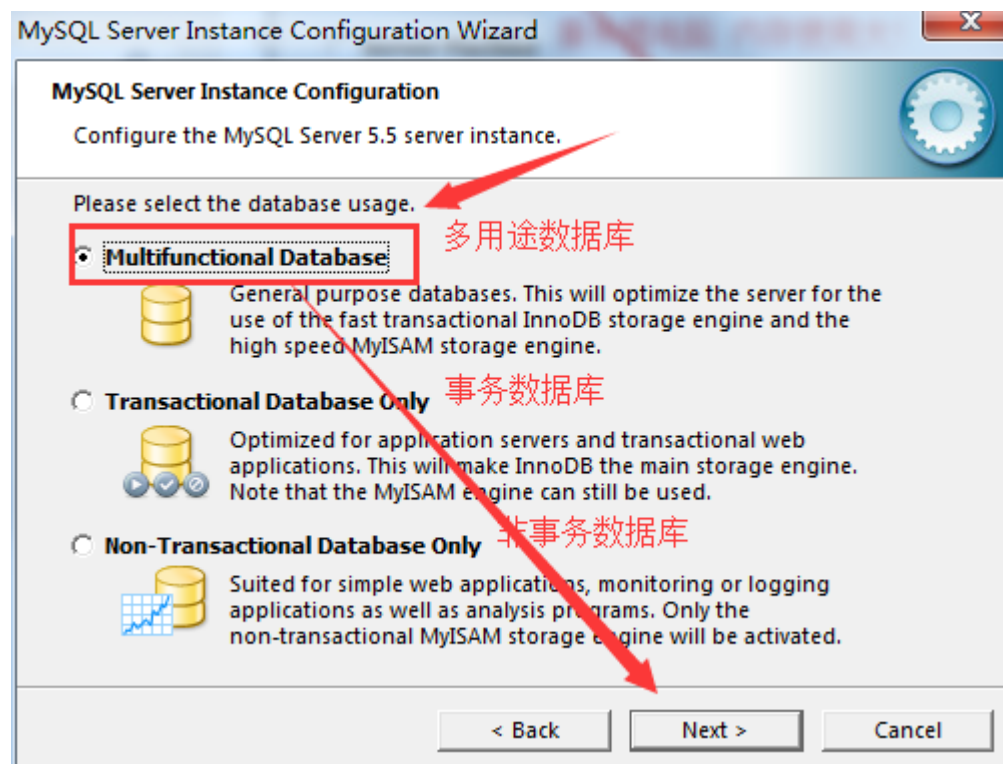 MySQL Server Instance Configuration Wizard
MySQL Server Instance Configuration
Configure the MySQL Server 5.5 server instance.
Please select the database usage.
多用途数据库
Multifunctional Database
General purpose databases. This will optimize the server for the
use of the fast transactional InnoDB storage engine and the
high speed MyISAM storage engine.
Transactional Database Only 事务数据库
Optimized for application servers and transactional web
applications. This will make InnoDB the main storage engine.
Note that the MyISAM engine can still be used.
非事务数据库
Non-Transactional Database Only
Suited for simple web applications, monitoring or logging
applications as well as analysis programs. Only the
non-transactional MyISAM storage engine will be activated.
< Back Next > Cancel